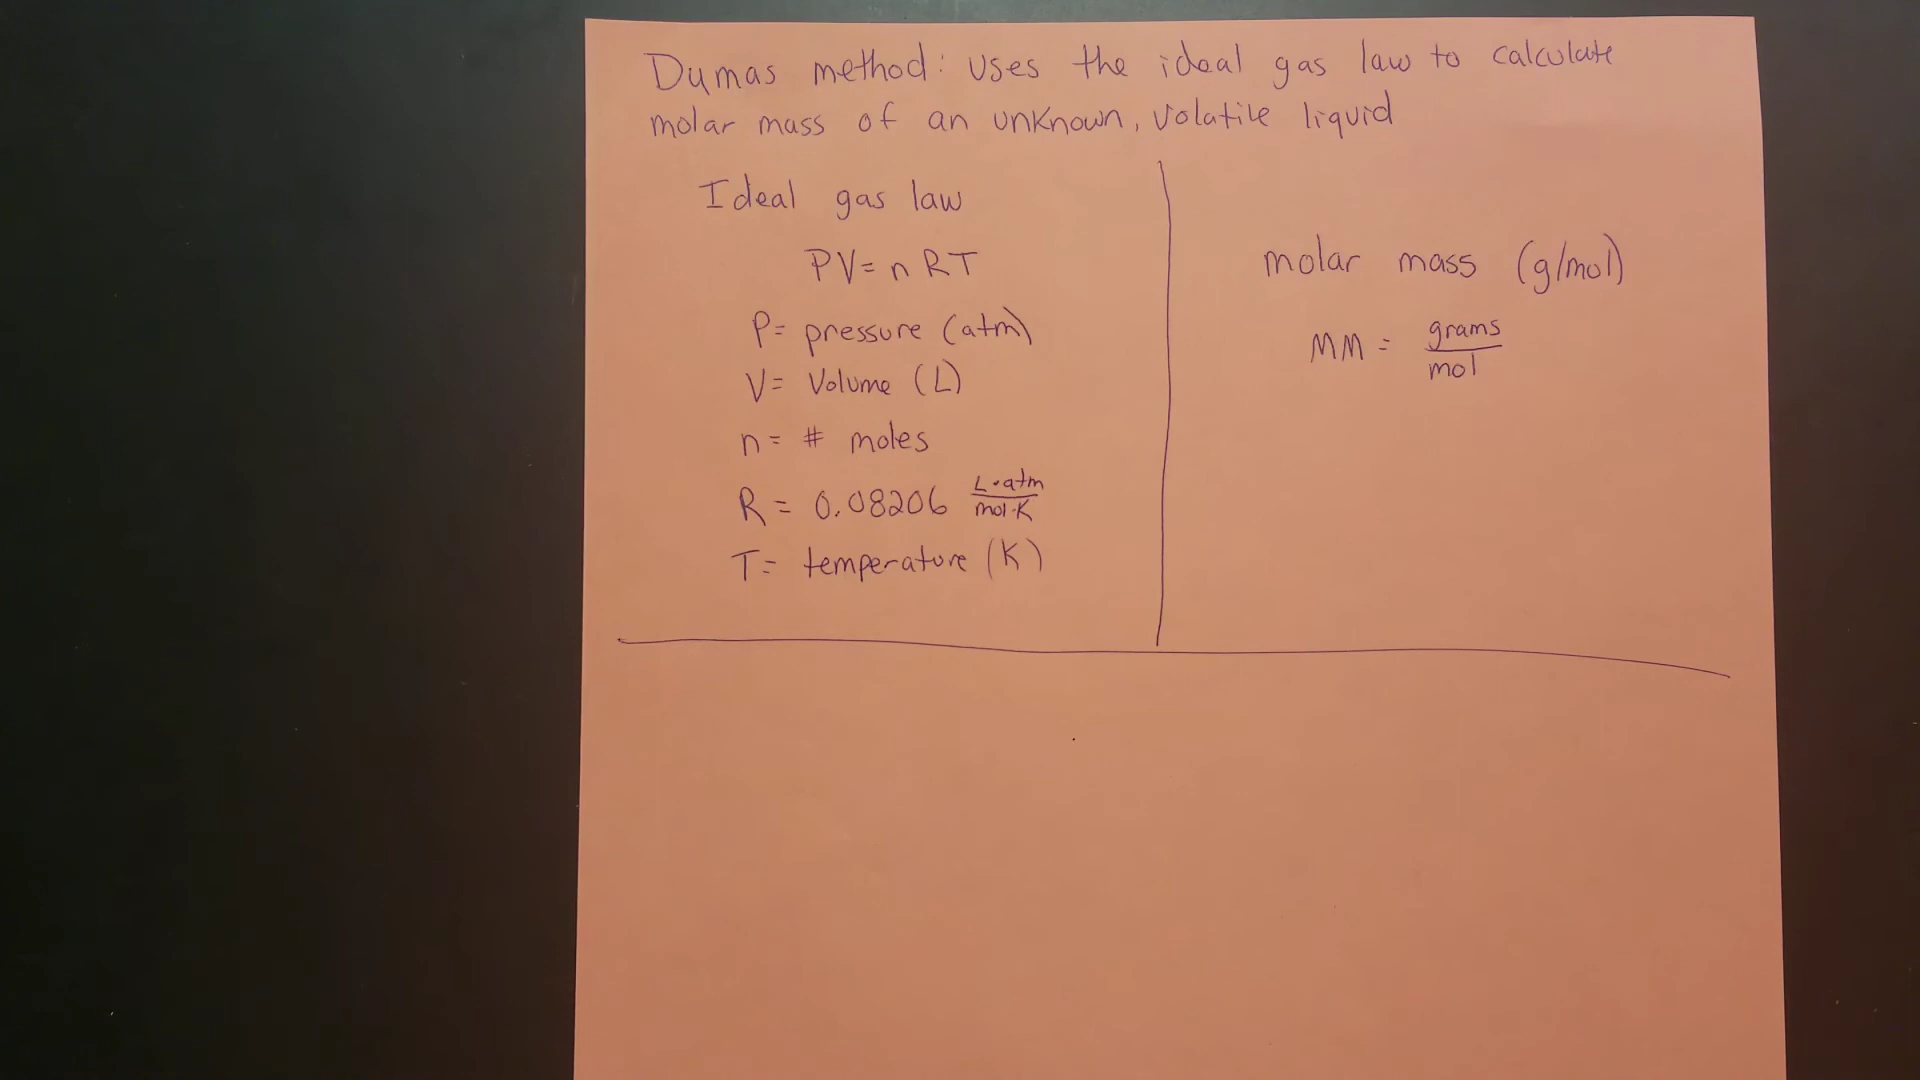 Dumas method: uses the ideal gas law to calculate
molar mass of an unknown, volatile liquid
Ideal gas law
PV = nRT
P = pressure (atm)
V = Volume (L)
n = # moles
R = 0.08206 L·atm/mol·K
T = temperature (K)
molar mass (g/mol)
MM = grams/mol